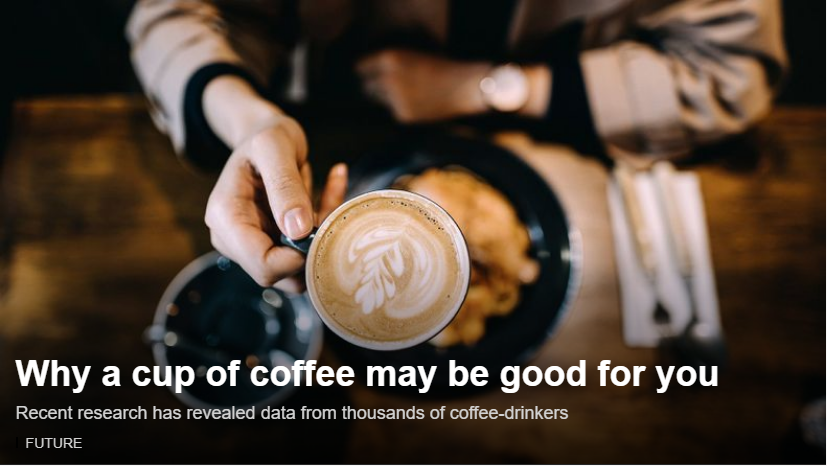 Why a cup of coffee may be good for you
Recent research has revealed data from thousands of coffee-drinkers
FUTURE